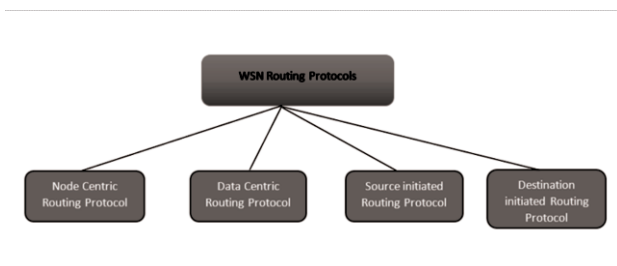 WSN Routing Protocols
Node Centric
Routing Protocol
Data Centric
Routing Protocol
Source initiated
Routing Protocol
Destination
initiated Routing
Protocol